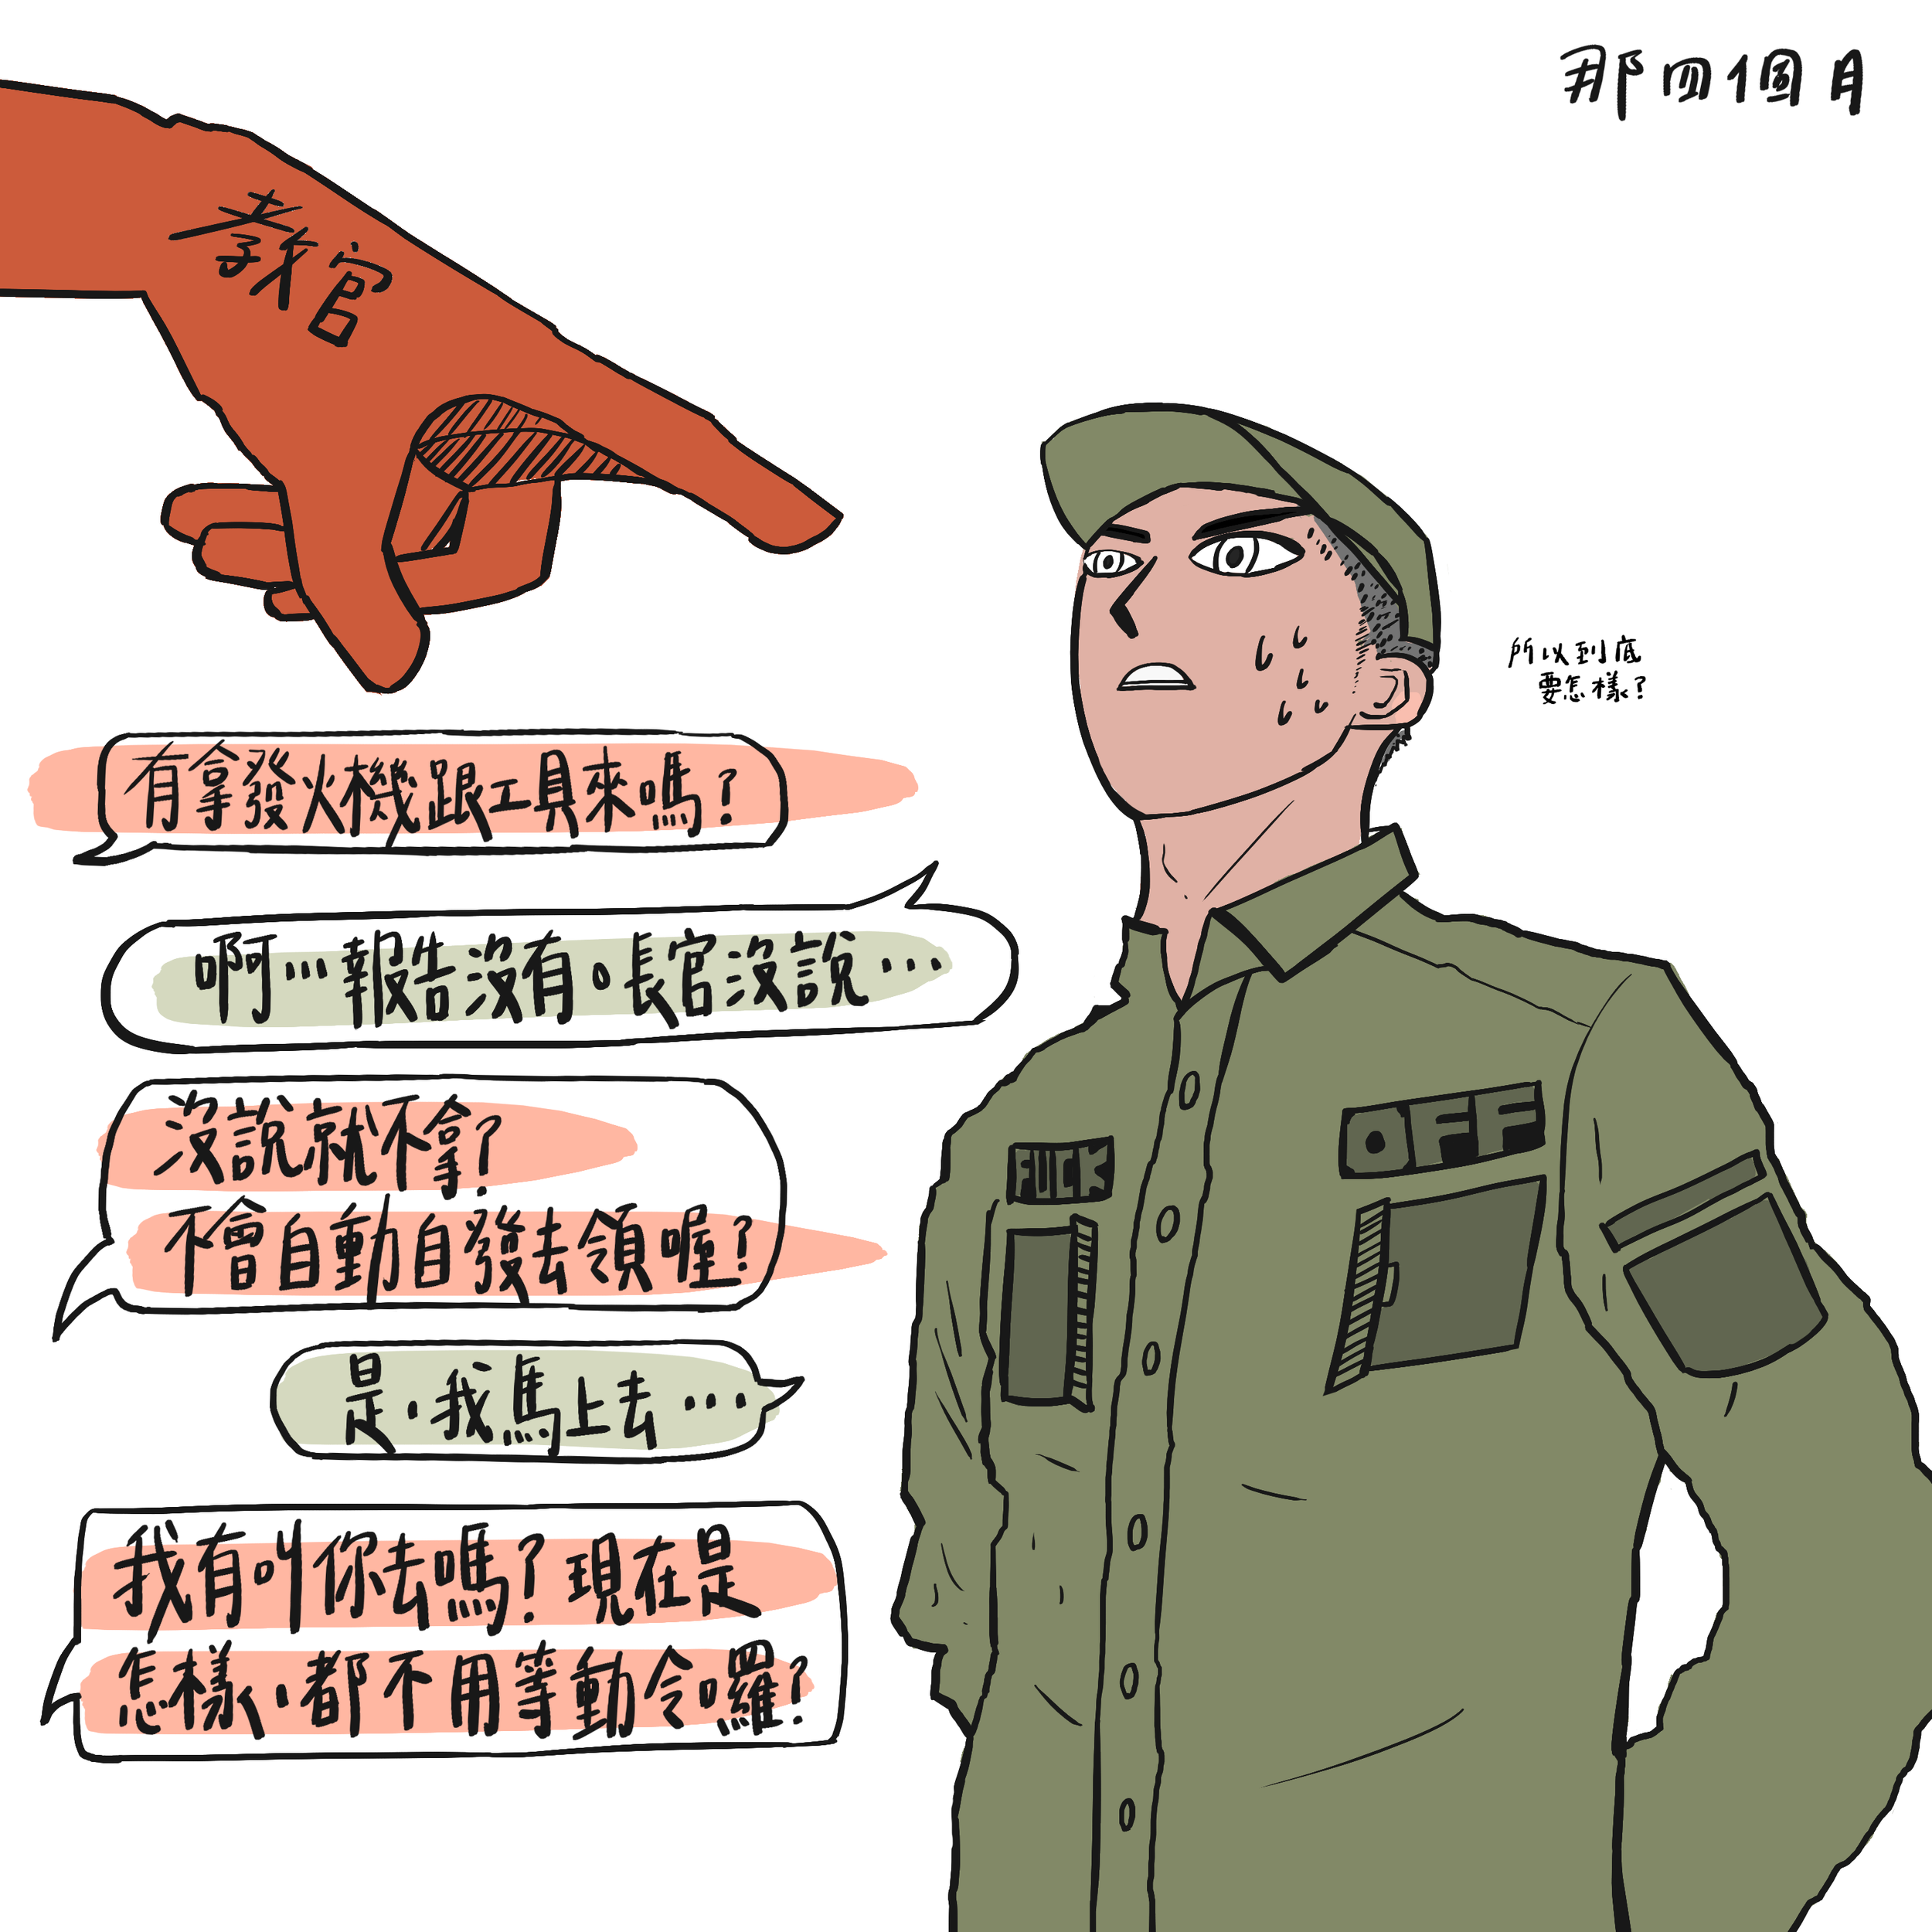 那四個月
教官
所以到底
要怎樣?
有拿發火機跟工具來嗎?
啊…報告沒有。長官沒說…
沒說就不拿?
不會自動自發去領喔?
是,我馬上去…
我有叫你去嗎?現在是
怎樣,都不用等動令囉?
FUCK
OFF